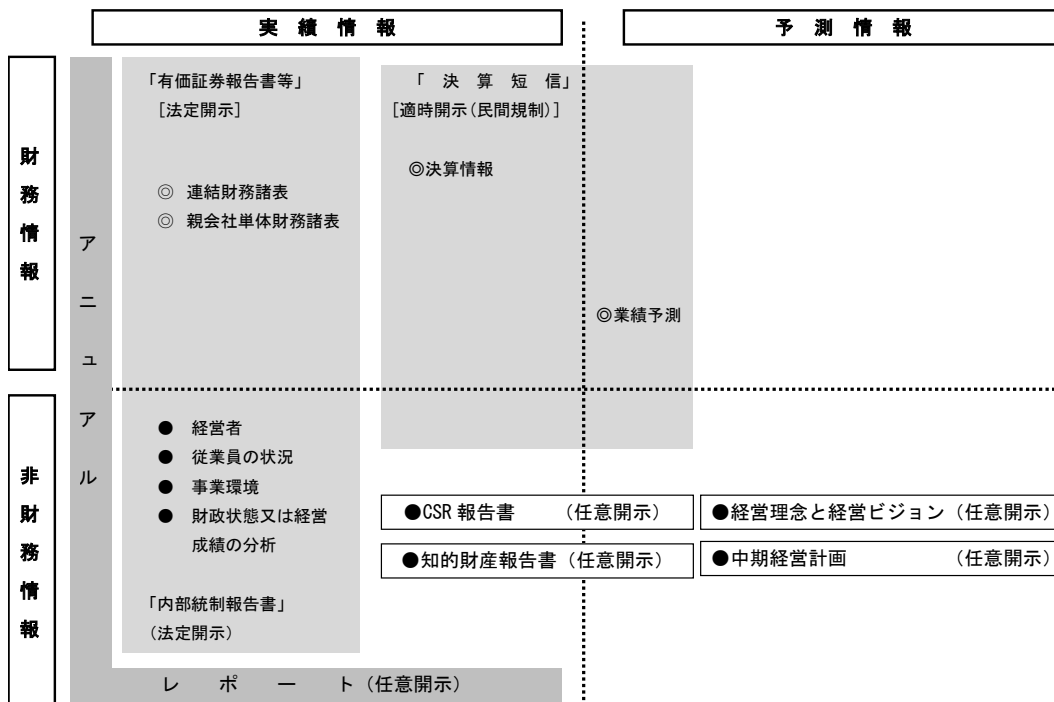 実績情報
予測情報
財務情報
非財務情報
アニュアル
レポート(任意開示)
「有価証券報告書等」
[法定開示]
◎ 連結財務諸表
◎ 親会社単体財務諸表
「決算短信」
[適時開示(民間規制)]
◎決算情報
◎業績予測
● 経営者
● 従業員の状況
● 事業環境
● 財政状態又は経営
成績の分析
「内部統制報告書」
(法定開示)
●CSR報告書 (任意開示)
●知的財産報告書(任意開示)
●経営理念と経営ビジョン(任意開示)
●中期経営計画 (任意開示)